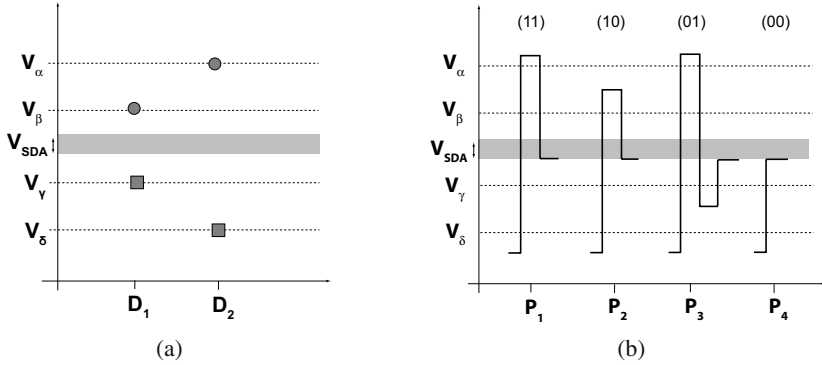 V_α
V_β
V_SDA
V_γ
V_δ
D_1 D_2
(a)
(11) (10) (01) (00)
V_α
V_β
V_SDA
V_γ
V_δ
P_1 P_2 P_3 P_4
(b)